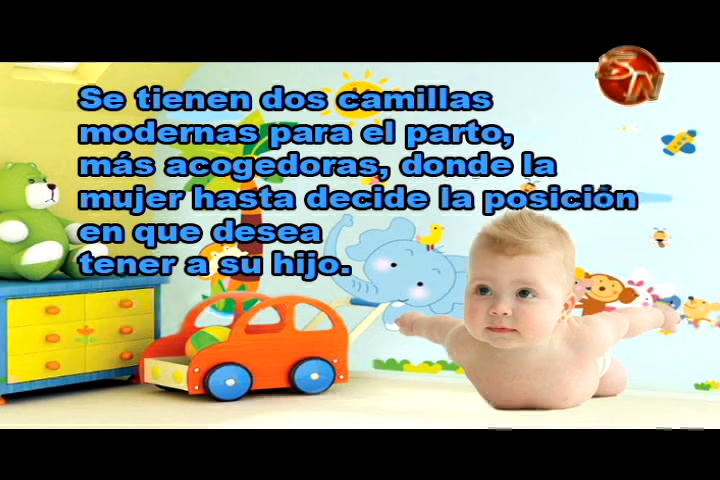 SN
Se tienen dos camillas
modernas para el parto,
más acogedoras, donde la
mujer hasta decide la posición
en que desea
tener a su hijo.